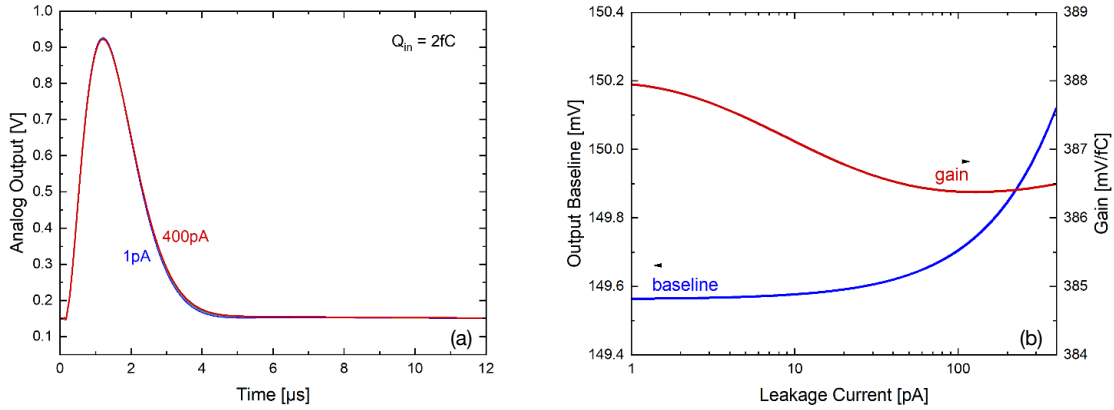 Analog Output [V]
0.9
0.8
0.7
0.6
0.5
0.4
0.3
0.2
0.1
Q_in = 2fC
400pA
1pA
(a)
0 2 4 6 8 10 12
Time [µs]
Output Baseline [mV]
150.4
150.2
150.0
149.8
149.6
149.4
gain
baseline
(b)
1 10 100
Leakage Current [pA]
389
388
387
386
385
384
Gain [mV/fC]